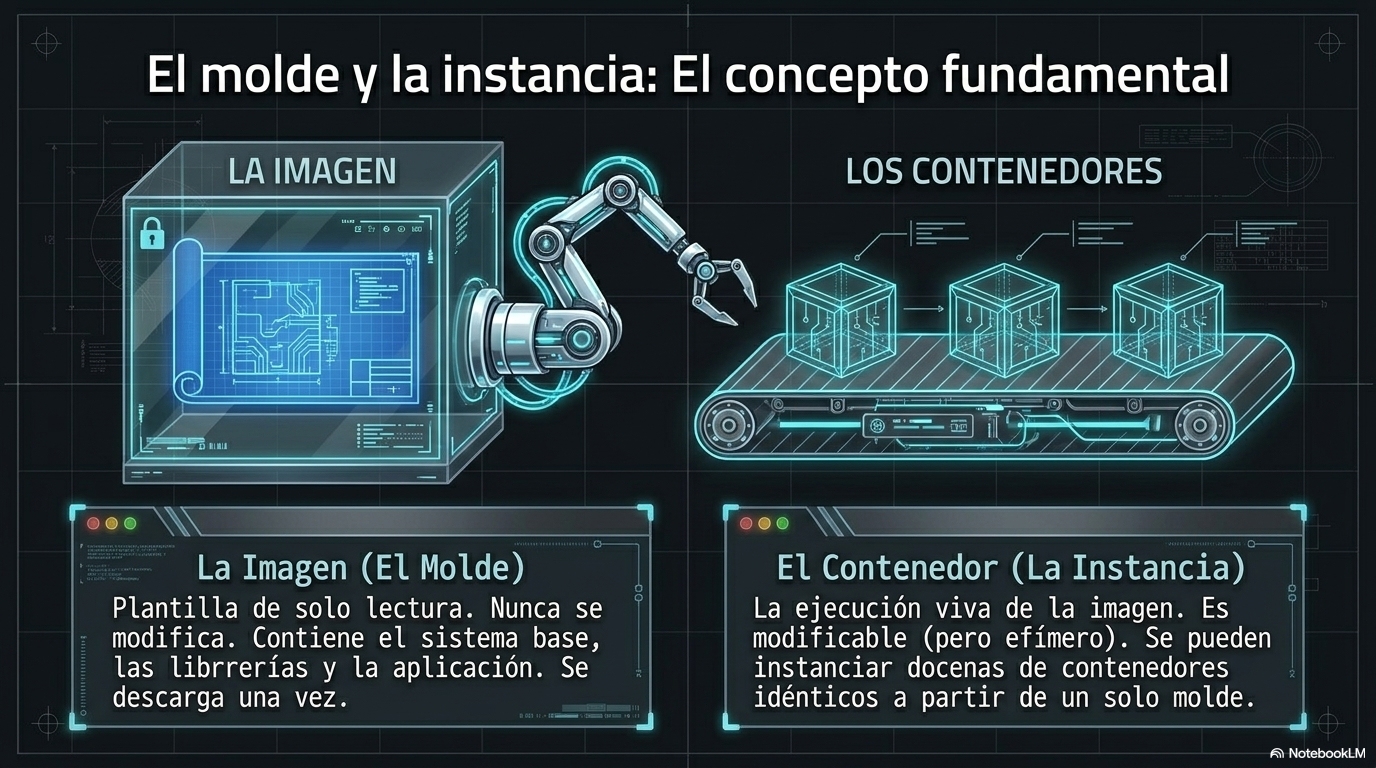 El molde y la instancia: El concepto fundamental
LA IMAGEN
LOS CONTENEDORES
La Imagen (El Molde)
Plantilla de solo lectura. Nunca se
modifica. Contiene el sistema base,
las librrerías y la aplicación. Se
descarga una vez.
El Contenedor (La Instancia)
La ejecución viva de la imagen. Es
modificable (pero efímero). Se pueden
instanciar docenas de contenedores
idénticos a partir de un solo molde.
NotebookLM